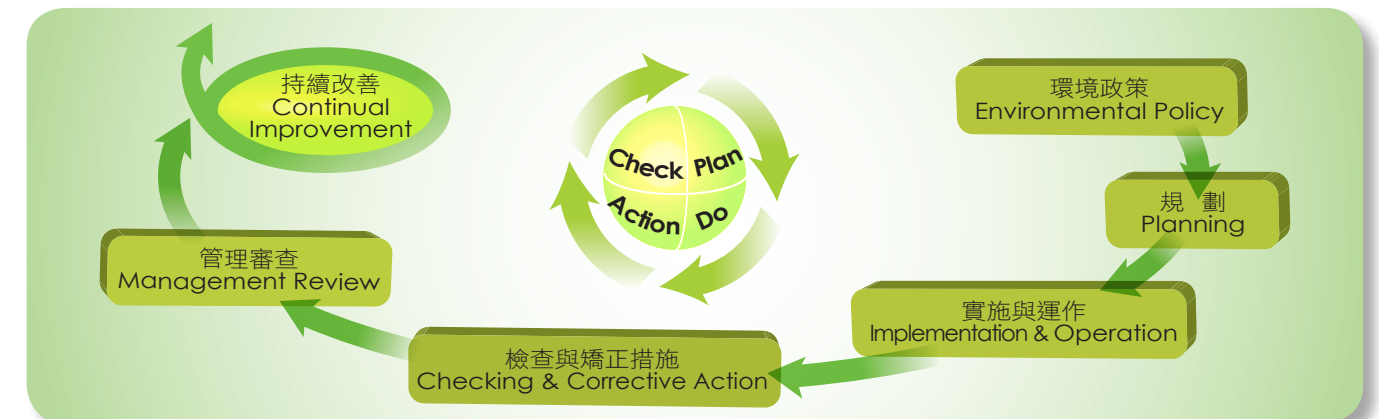 持續改善
Continual
Improvement
環境政策
Environmental Policy
Check Plan
Action Do
規 劃
Planning
管理審查
Management Review
實施與運作
Implementation & Operation
檢查與矯正措施
Checking & Corrective Action